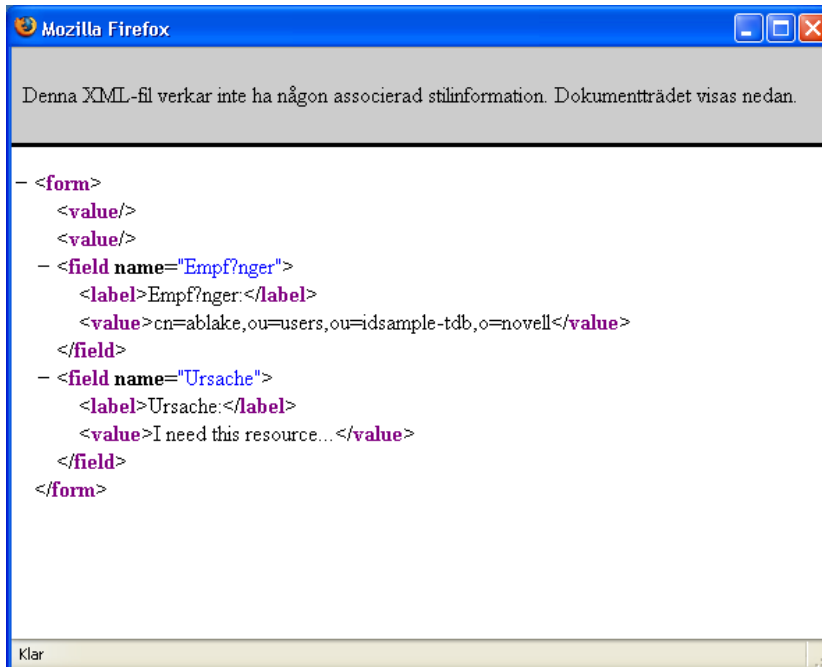 Mozilla Firefox
Denna XML-fil verkar inte ha någon associerad stilinformation. Dokumentträdet visas nedan.
− <form>
<value/>
<value/>
− <field name="Empf?nger">
<label>Empf?nger:</label>
<value>cn=ablake,ou=users,ou=idsample-tdb,o=novell</value>
</field>
− <field name="Ursache">
<label>Ursache:</label>
<value>I need this resource...</value>
</field>
</form>
Klar